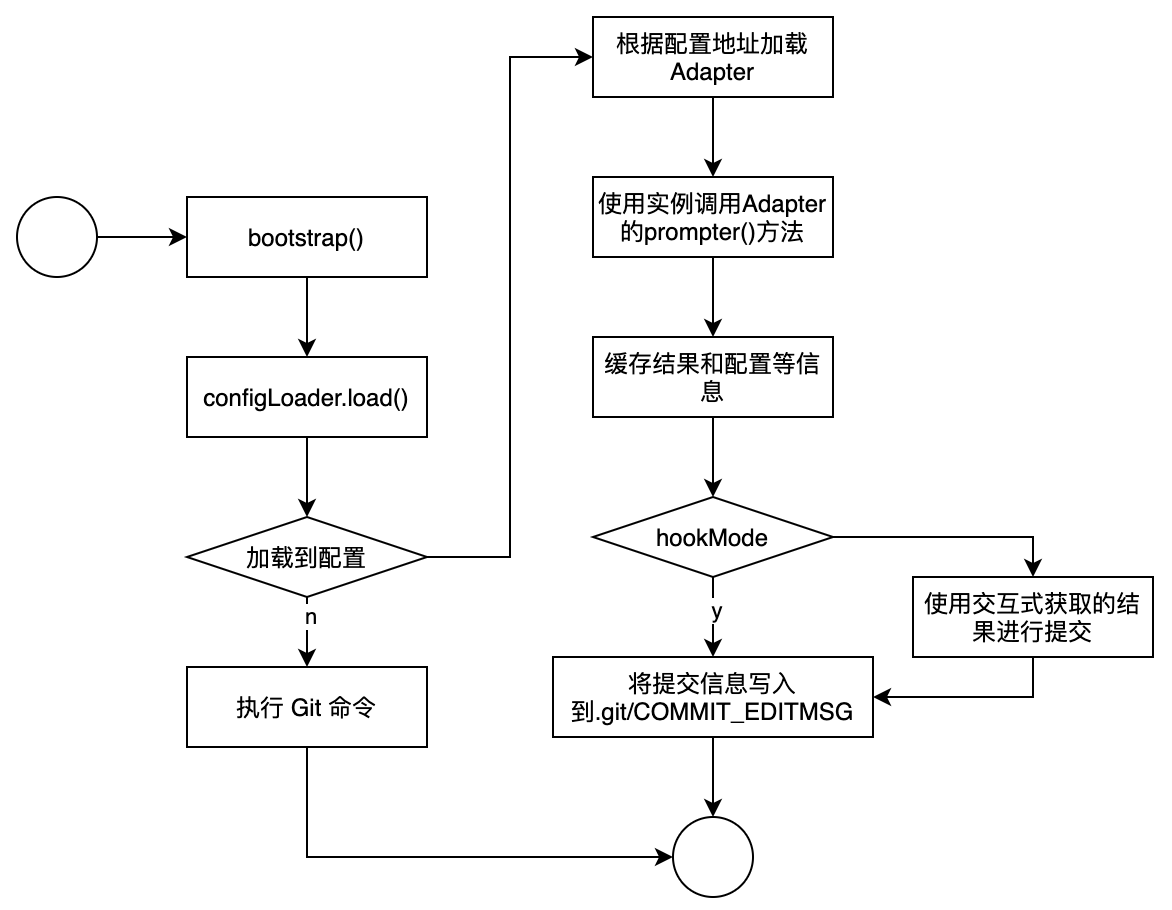 bootstrap()
configLoader.load()
加载到配置
n
执行 Git 命令
根据配置地址加载
Adapter
使用实例调用Adapter
的prompter()方法
缓存结果和配置等信
息
hookMode
y
使用交互式获取的结
果进行提交
将提交信息写入
到.git/COMMIT_EDITMSG